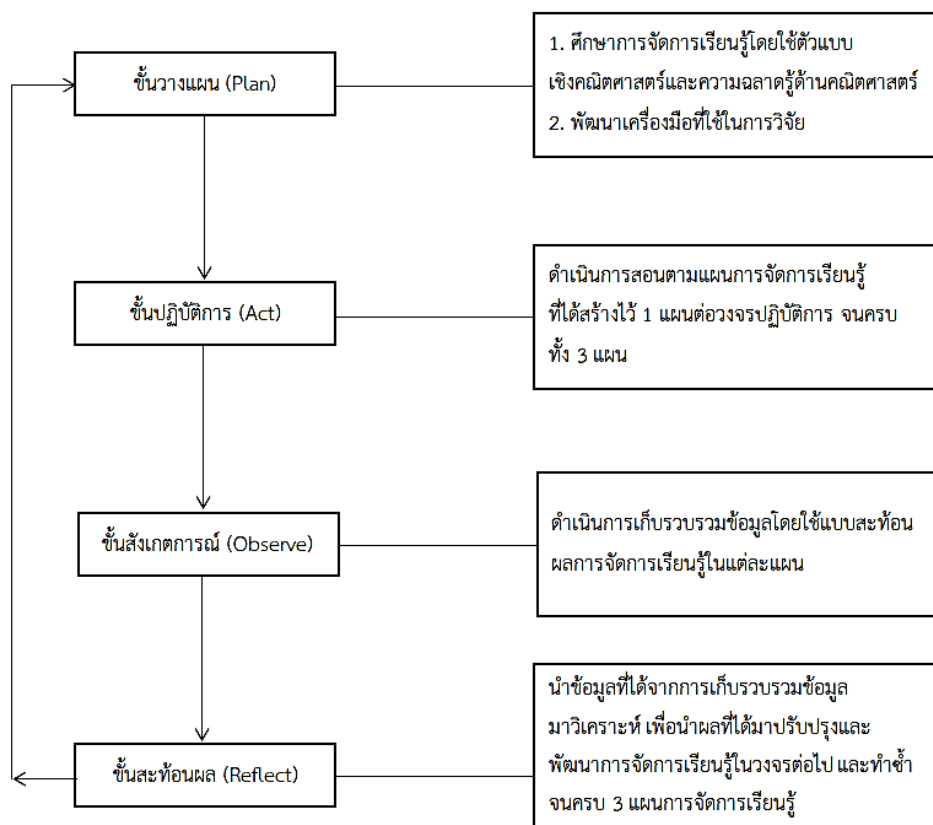 ขั้นวางแผน (Plan)
1. ศึกษาการจัดการเรียนรู้โดยใช้ตัวแบบ
เชิงคณิตศาสตร์และความฉลาดรู้ด้านคณิตศาสตร์
2. พัฒนาเครื่องมือที่ใช้ในการวิจัย
ขั้นปฏิบัติการ (Act)
ดำเนินการสอนตามแผนการจัดการเรียนรู้
ที่ได้สร้างไว้ 1 แผนต่อวงจรปฏิบัติการ จนครบ
ทั้ง 3 แผน
ขั้นสังเกตการณ์ (Observe)
ดำเนินการเก็บรวบรวมข้อมูลโดยใช้แบบสะท้อน
ผลการจัดการเรียนรู้ในแต่ละแผน
ขั้นสะท้อนผล (Reflect)
นำข้อมูลที่ได้จากการเก็บรวบรวมข้อมูล
มาวิเคราะห์ เพื่อนำผลที่ได้มาปรับปรุงและ
พัฒนาการจัดการเรียนรู้ในวงจรต่อไป และทำซ้ำ
จนครบ 3 แผนการจัดการเรียนรู้